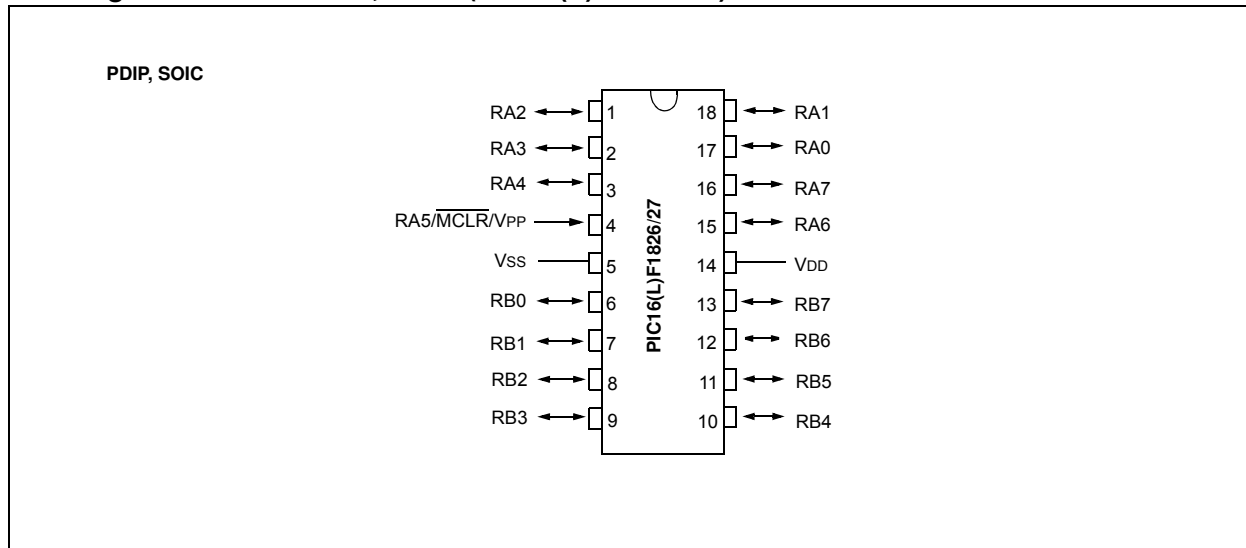 PDIP, SOIC
RA2 1 18 RA1
RA3 2 17 RA0
RA4 3 16 RA7
RA5/MCLR/VPP 4 15 RA6
VSS 5 14 VDD
RB0 6 13 RB7
RB1 7 12 RB6
RB2 8 11 RB5
RB3 9 10 RB4
PIC16(L)F1826/27